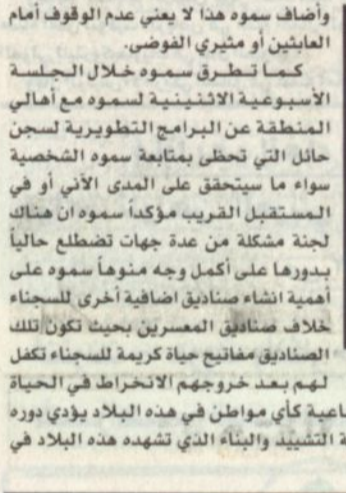 وأضاف سموه هذا لا يعني عدم الوقوف أمام
العابثين أو مثيري الفوضى.
كما تطرق سموه خلال الجلسة
الأسبوعية الاثنينية لسموه مع أهالي
المنطقة عن البرامج التطويرية لسجن
حائل التي تحظى بمتابعة سموه الشخصية
سواء ما سيتحقق على المدى الآني أو في
المستقبل القريب مؤكداً سموه ان هناك
لجنة مشكلة من عدة جهات تضطلع حالياً
بدورها على أكمل وجه منوهاً سموه على
أهمية انشاء صناديق اضافية أخرى للسجناء
خلاف صناديق المعسرين بحيث تكون تلك
الصناديق مفاتيح حياة كريمة للسجناء تكفل
لهم بعد خروجهم الانخراط في الحياة
اعية كأي مواطن في هذه البلاد يؤدي دوره
ة التشييد والبناء الذي تشهده هذه البلاد في